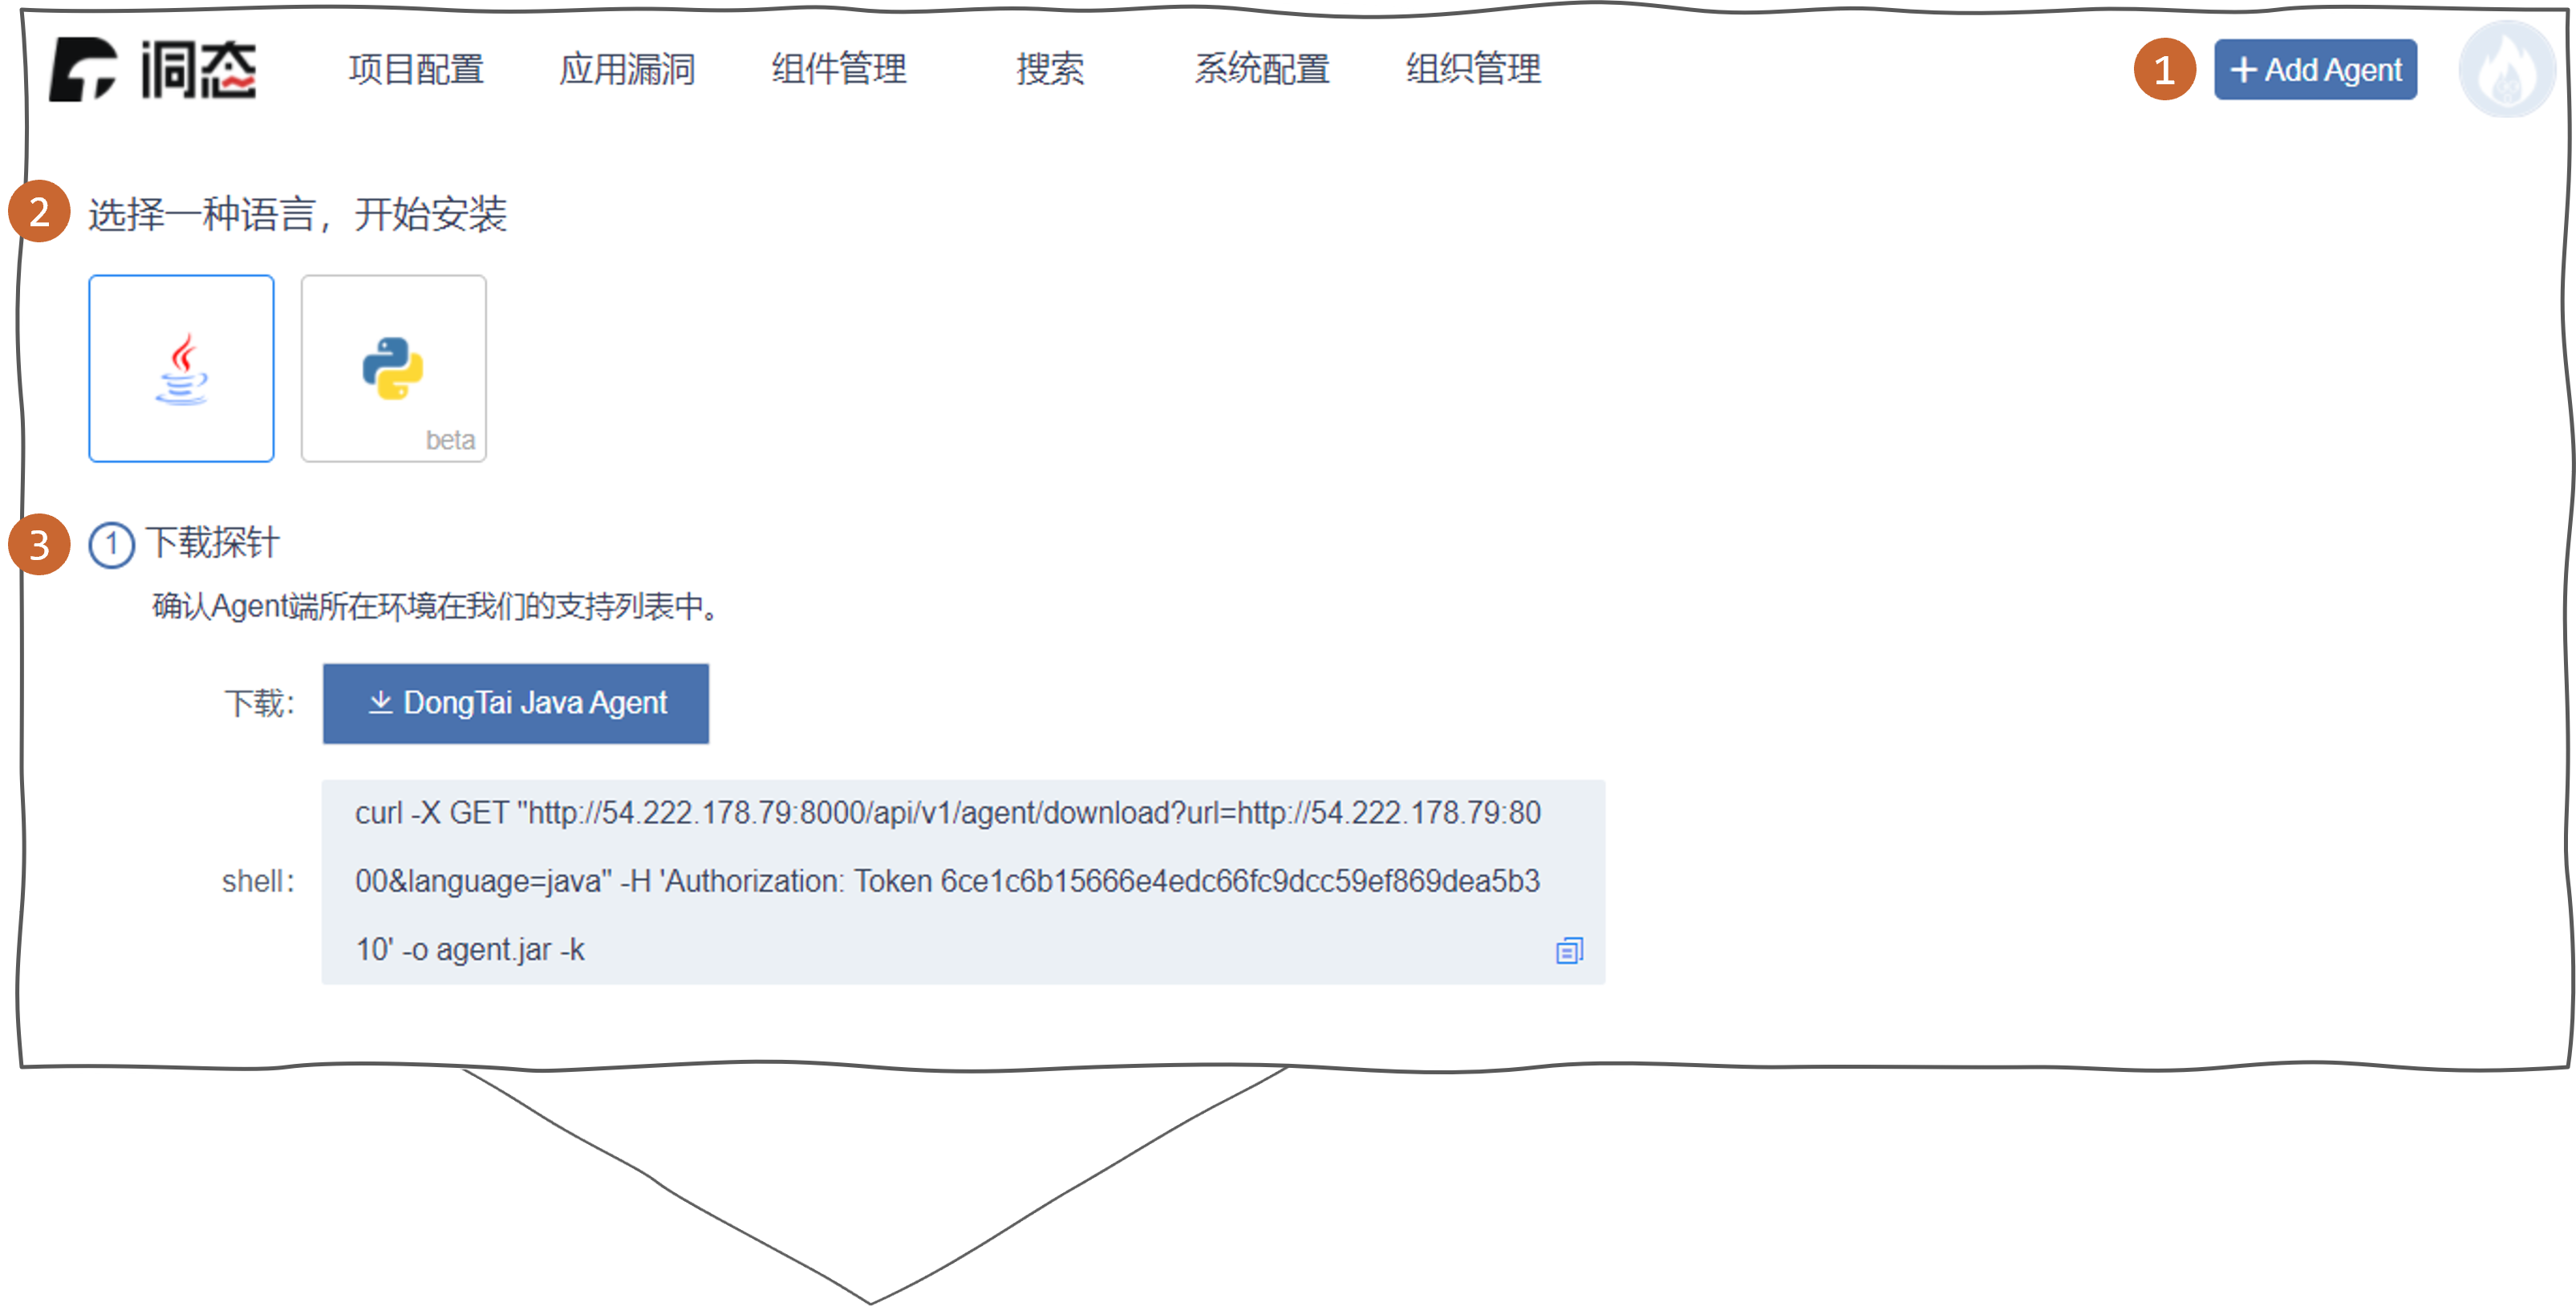 洞态 项目配置 应用漏洞 组件管理 搜索 系统配置 组织管理 1 +Add Agent
2 选择一种语言，开始安装
beta
3 1 下载探针
确认Agent端所在环境在我们的支持列表中。
下载： DongTai Java Agent
curl -X GET "http://54.222.178.79:8000/api/v1/agent/download?url=http://54.222.178.79:80
shell： 00&language=java" -H 'Authorization: Token 6ce1c6b15666e4edc66fc9dcc59ef869dea5b3
10' -o agent.jar -k